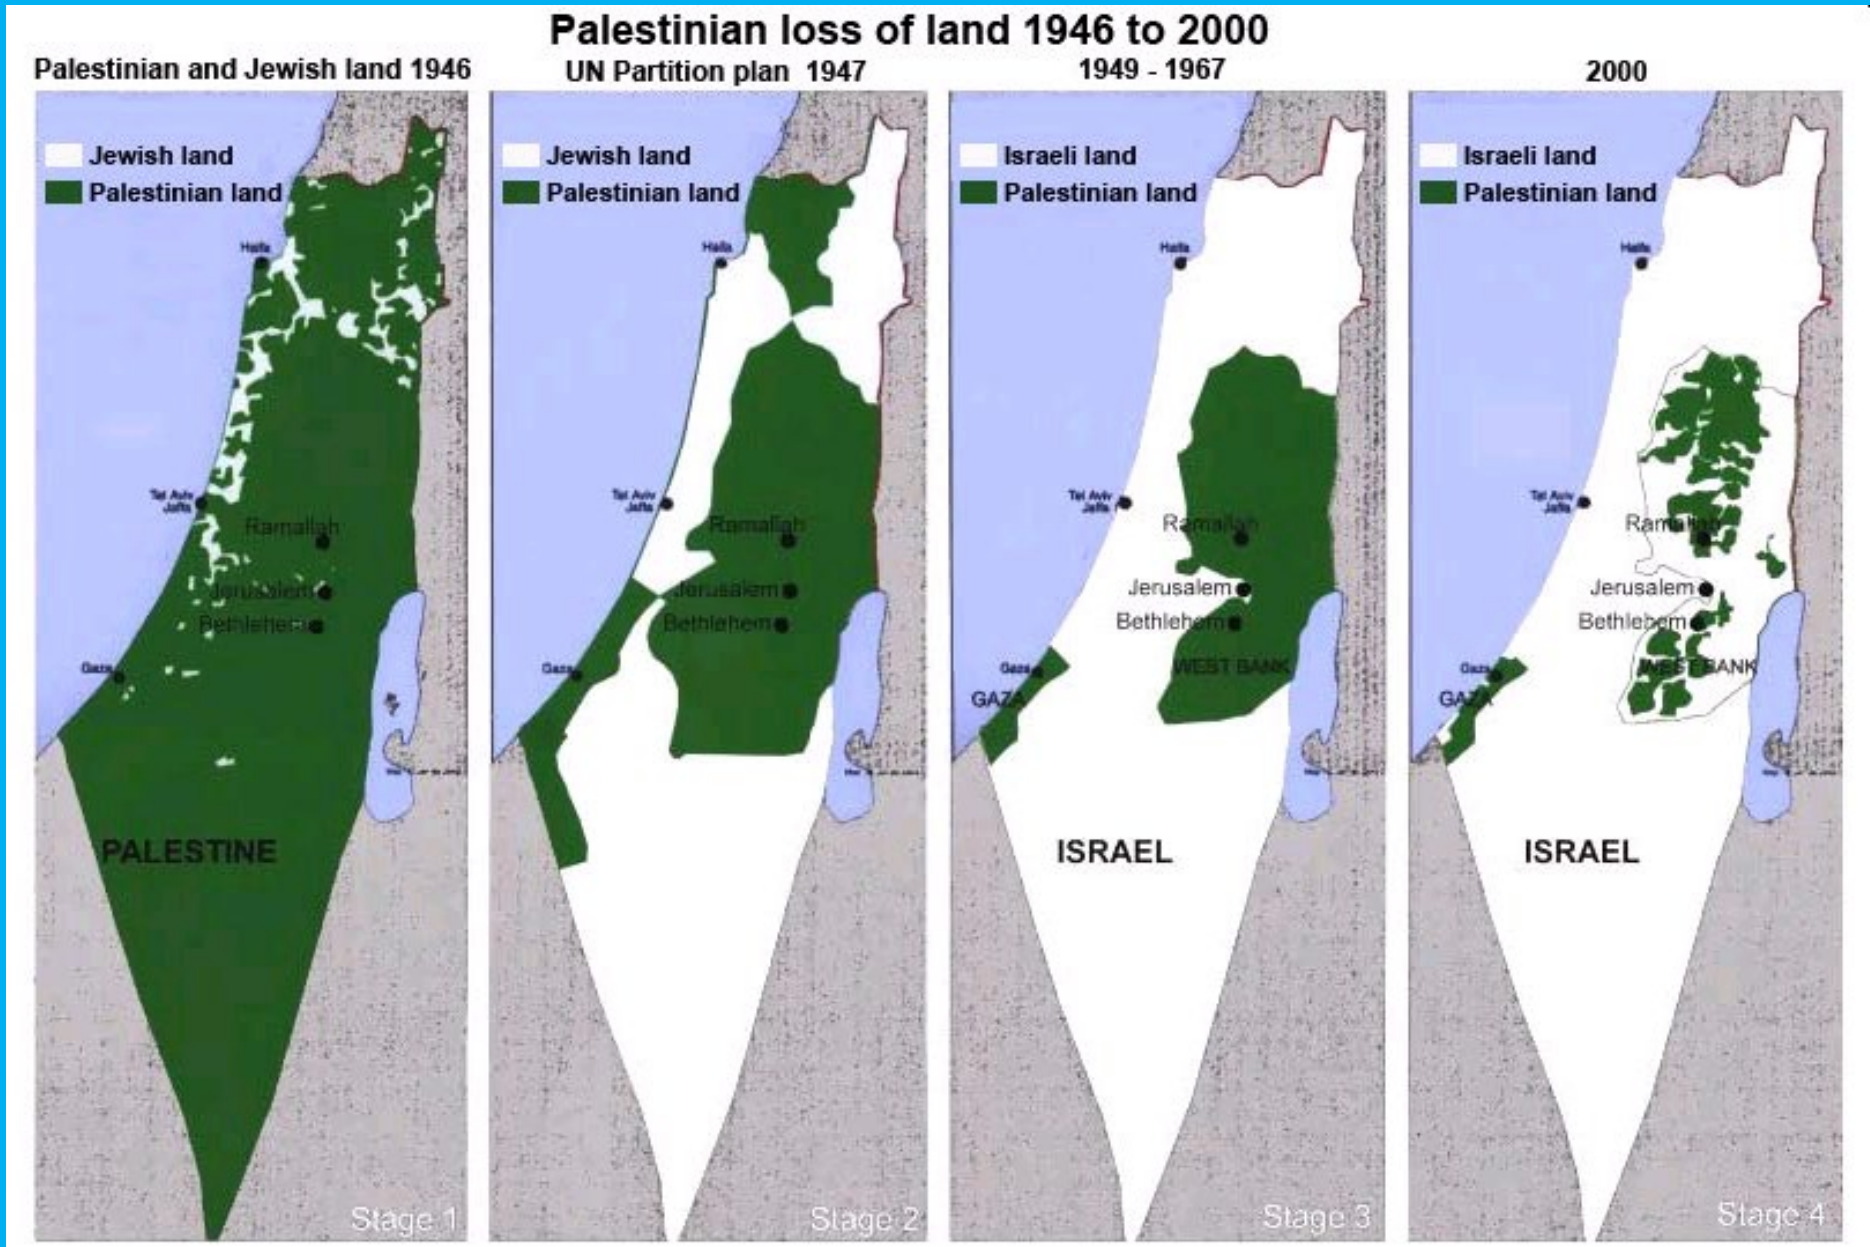 Palestinian loss of land 1946 to 2000
Palestinian and Jewish land 1946
Jewish land
Palestinian land
Haifa
Tel Aviv
Jaffa
Ramallah
Jerusalem
Bethlehem
Gaza
PALESTINE
Stage 1
UN Partition plan 1947
Jewish land
Palestinian land
Haifa
Tel Aviv
Jaffa
Ramallah
Jerusalem
Bethlehem
Gaza
Stage 2
1949 - 1967
Israeli land
Palestinian land
Haifa
Tel Aviv
Jaffa
Ramallah
Jerusalem
Bethlehem
WEST BANK
Gaza
GAZA
ISRAEL
Stage 3
2000
Israeli land
Palestinian land
Haifa
Tel Aviv
Jaffa
Ramallah
Jerusalem
Bethlehem
WEST BANK
Gaza
GAZA
ISRAEL
Stage 4